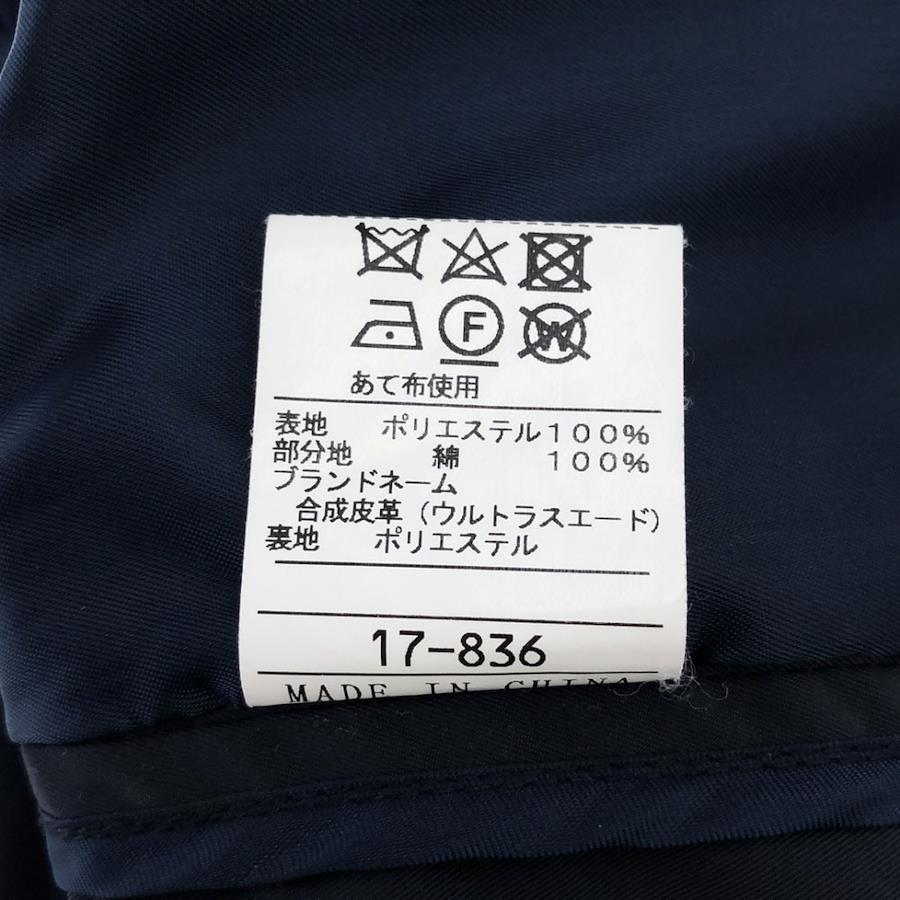 F W
あて布使用
表地 ポリエステル100%
部分地 綿 100%
ブランドネーム
合成皮革(ウルトラスエード)
裏地 ポリエステル
17-836
MADE IN CHINA